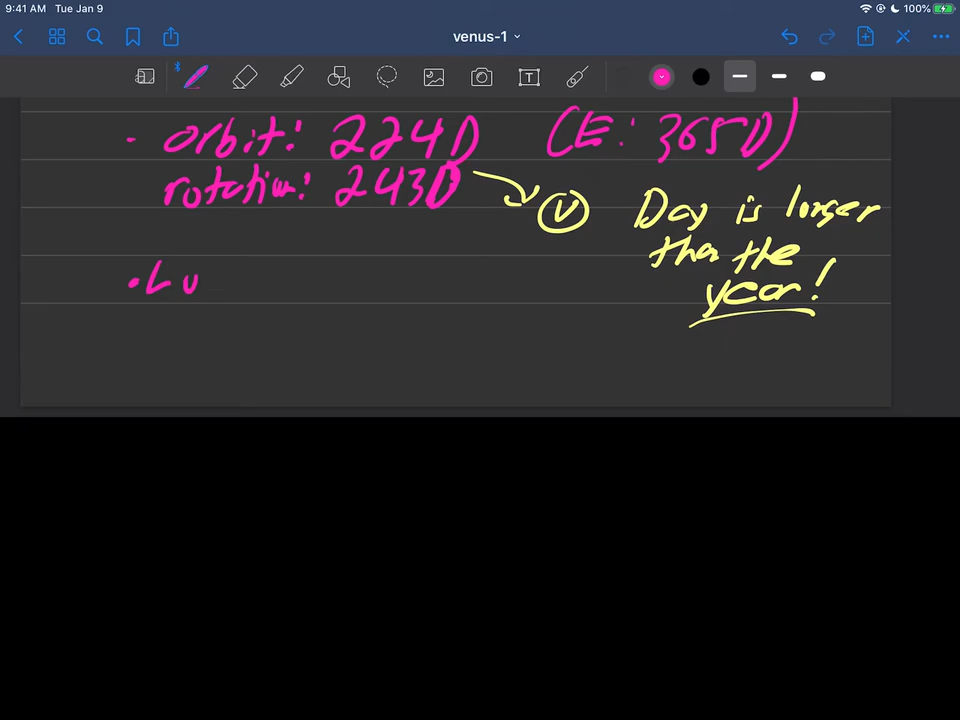 9:41 AM Tue Jan 9 100%
venus-1
T
· orbit: 224D (E: 365D)
rotation: 243D
V Day is longer
than the
year!
· L u